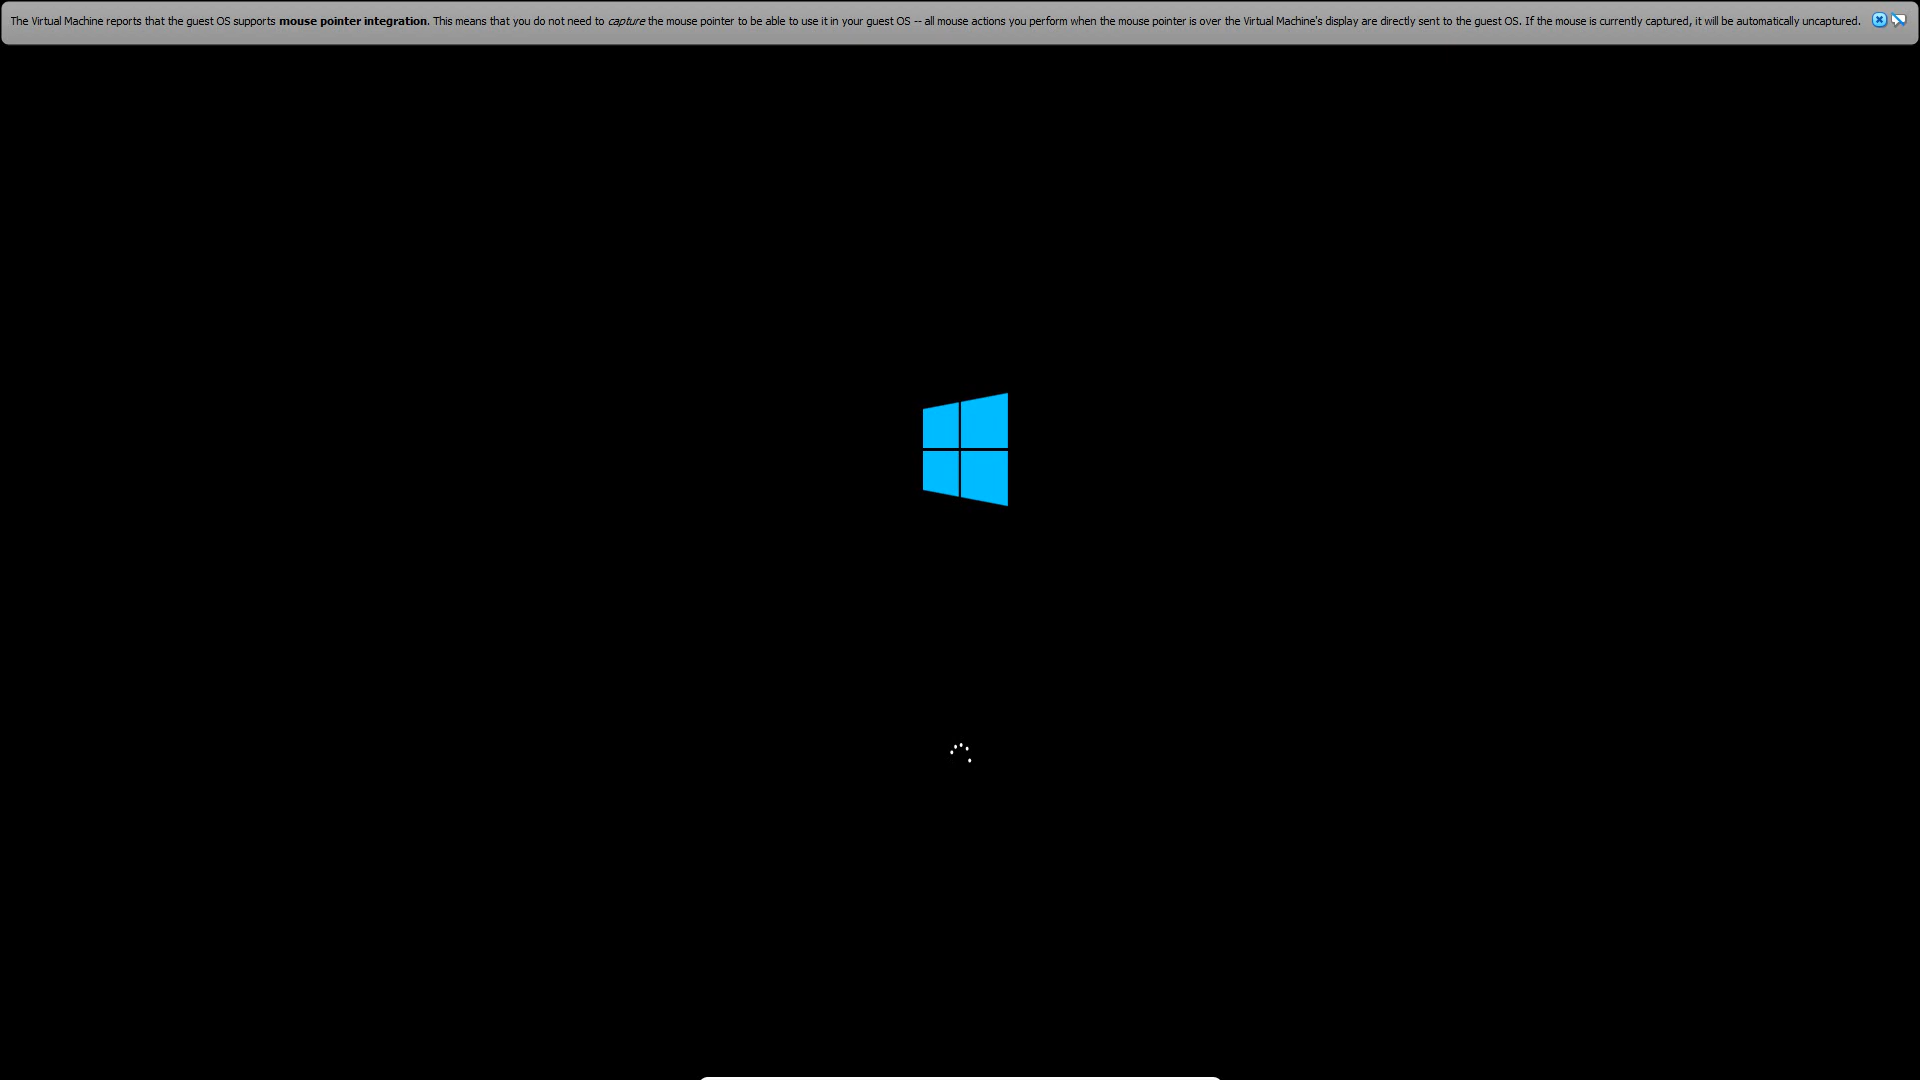 The Virtual Machine reports that the guest OS supports mouse pointer integration. This means that you do not need to capture the mouse pointer to be able to use it in your guest OS -- all mouse actions you perform when the mouse pointer is over the Virtual Machine's display are directly sent to the guest OS. If the mouse is currently captured, it will be automatically uncaptured.